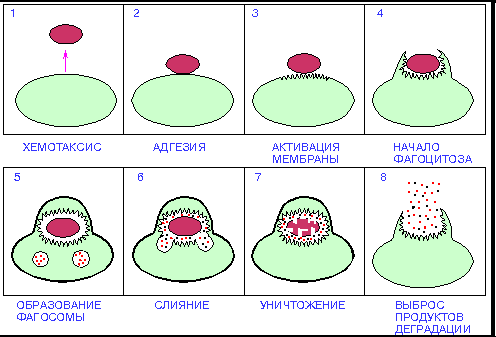 1
2
3
4
ХЕМОТАКСИС
АДГЕЗИЯ
АКТИВАЦИЯ
МЕМБРАНЫ
НАЧАЛО
ФАГОЦИТОЗА
5
6
7
8
ОБРАЗОВАНИЕ
ФАГОСОМЫ
СЛИЯНИЕ
УНИЧТОЖЕНИЕ
ВЫБРОС
ПРОДУКТОВ
ДЕГРАДАЦИИ